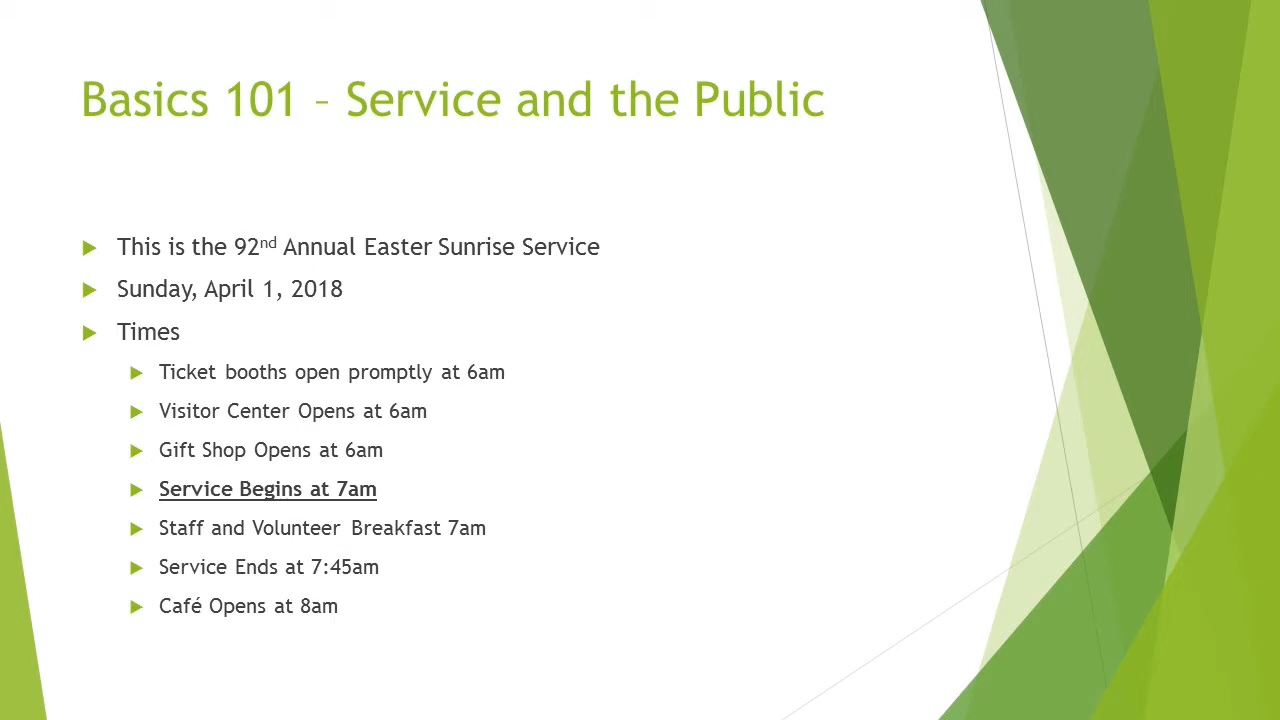 Basics 101 – Service and the Public
This is the 92nd Annual Easter Sunrise Service
Sunday, April 1, 2018
Times
Ticket booths open promptly at 6am
Visitor Center Opens at 6am
Gift Shop Opens at 6am
Service Begins at 7am
Staff and Volunteer Breakfast 7am
Service Ends at 7:45am
Café Opens at 8am